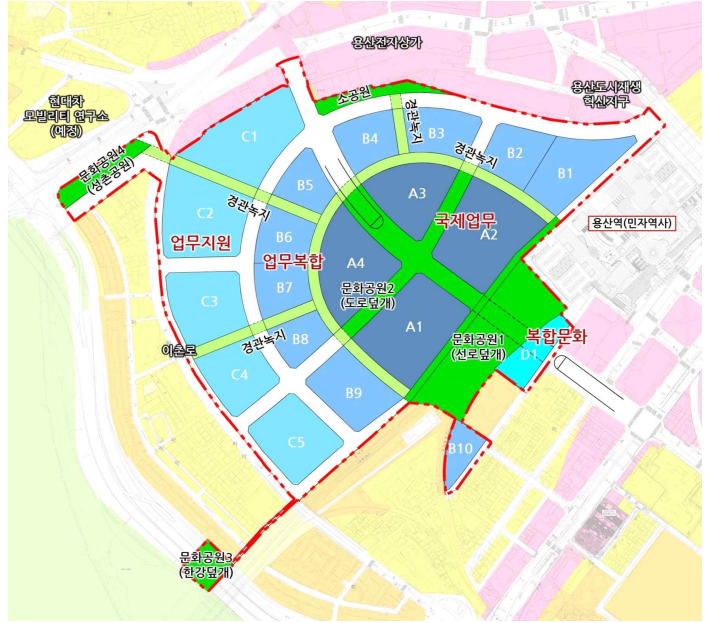 용산전자상가
현대차
모빌리티 연구소
(예정)
용산도시재생
혁신지구
소공원
경관녹지
C1
B4
B3
경관녹지
B2
B1
문화공원4
(성촌공원)
B5
A3
경관녹지
C2
국제업무
용산역(민자역사)
업무지원
B6
A2
업무복합
A4
B7
문화공원2
(도로덮개)
C3
A1
문화공원1
(선로덮개)
복합문화
D1
이촌로
경관녹지
B8
C4
B9
C5
B10
문화공원3
(한강덮개)